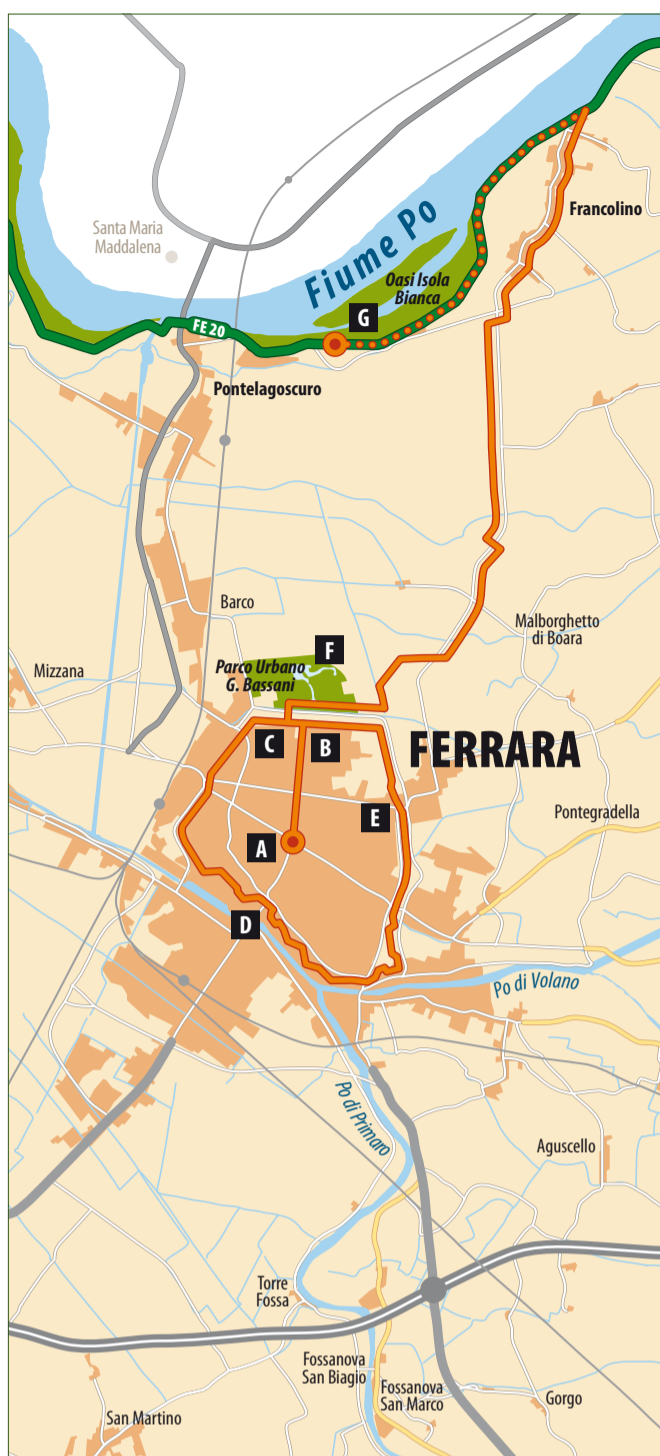 Santa Maria
Maddalena
Fiume Po
Oasi Isola
Bianca
Francolino
G
FE 20
Pontelagoscuro
Barco
Malborghetto
di Boara
Mizzana
F
Parco Urbano
G. Bassani
C
B
FERRARA
E
Pontegradella
A
D
Po di Volano
Po di Primaro
Aguscello
Torre
Fossa
Fossanova
San Biagio
Fossanova
San Marco
Gorgo
San Martino